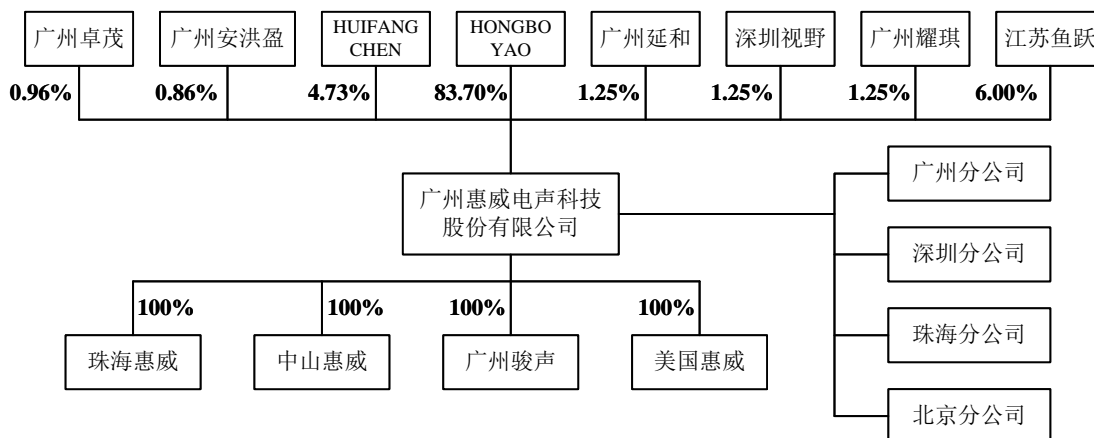 广州卓茂
广州安洪盈
HUIFANG
CHEN
HONGBO
YAO
广州延和
深圳视野
广州耀琪
江苏鱼跃
0.96%
0.86%
4.73%
83.70%
1.25%
1.25%
1.25%
6.00%
广州惠威电声科技
股份有限公司
广州分公司
深圳分公司
珠海分公司
北京分公司
100%
100%
100%
100%
珠海惠威
中山惠威
广州骏声
美国惠威